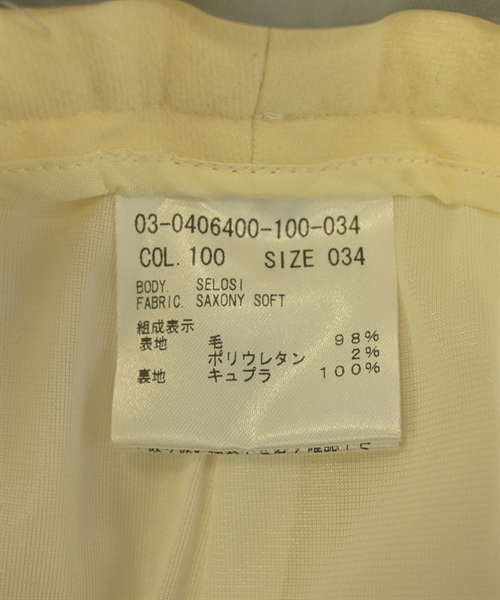 03-0406400-100-034
COL. 100 SIZE 034
BODY. SELOSI
FABRIC. SAXONY SOFT
組成表示
表地 毛 98%
ポリウレタン 2%
裏地 キュプラ 100%